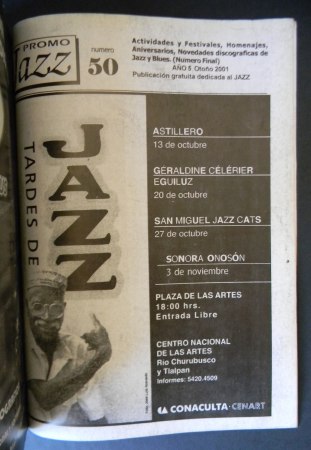 PROMO
Jazz
numero
50
Actividades y Festivales, Homenajes,
Aniversarios, Novedades discograficas de
Jazz y Blues. (Numero Final)
AÑO 5 Otoño 2001
Publicación gratuita dedicada al JAZZ
TARDES DE
JAZZ
ASTILLERO
13 de octubre
GERALDINE CÉLÉRIER
EGUILUZ
20 de octubre
SAN MIGUEL JAZZ CATS
27 de octubre
SONORA ONOSÓN
3 de noviembre
PLAZA DE LAS ARTES
18:00 hrs.
Entrada Libre
CENTRO NACIONAL
DE LAS ARTES
Río Churubusco
y Tlalpan
Informes: 5420.4509
CONACULTA·CENART